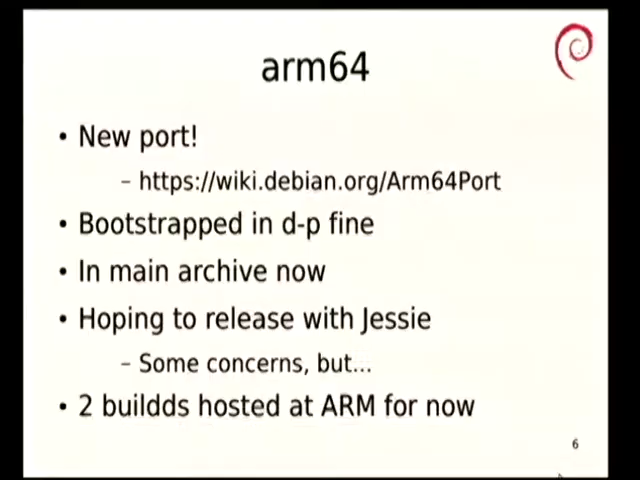 arm64
• New port!
– https://wiki.debian.org/Arm64Port
• Bootstrapped in d-p fine
• In main archive now
• Hoping to release with Jessie
– Some concerns, but...
• 2 buildds hosted at ARM for now
6